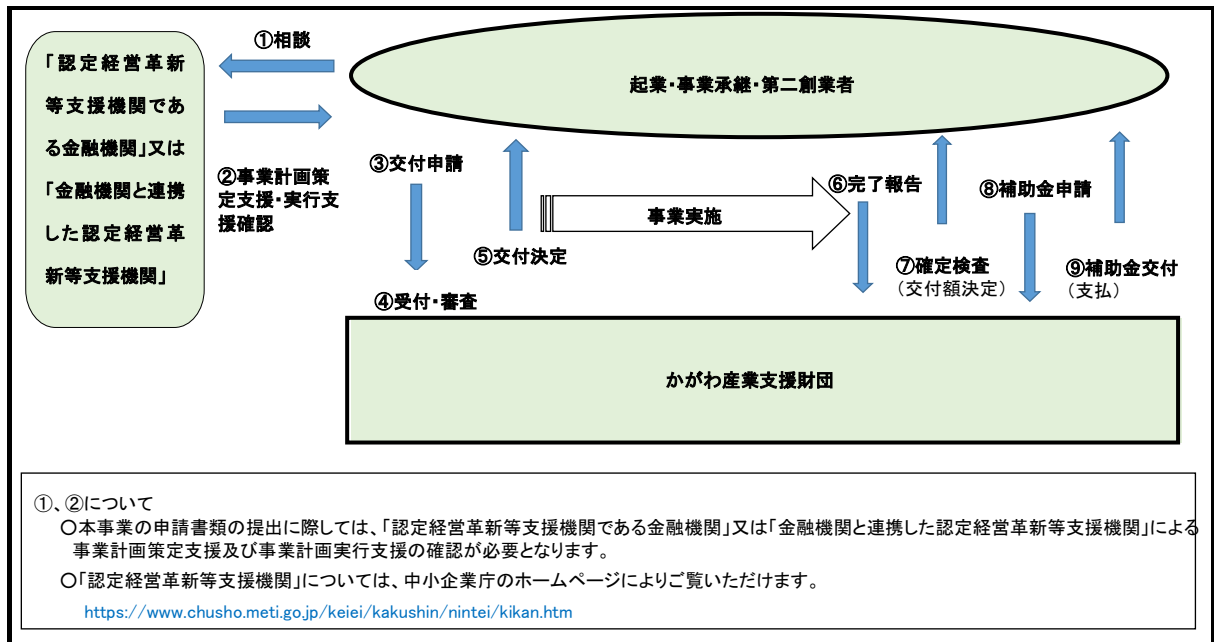 ①相談
「認定経営革新
等支援機関であ
る金融機関」又は
「金融機関と連携
した認定経営革
新等支援機関」
起業・事業承継・第二創業者
②事業計画策
定支援・実行支
援確認
③交付申請
④受付・審査
⑤交付決定
事業実施
⑥完了報告
⑦確定検査
（交付額決定）
⑧補助金申請
⑨補助金交付
（支払）
かがわ産業支援財団
①、②について
〇本事業の申請書類の提出に際しては、「認定経営革新等支援機関である金融機関」又は「金融機関と連携した認定経営革新等支援機関」による
事業計画策定支援及び事業計画実行支援の確認が必要となります。
〇「認定経営革新等支援機関」については、中小企業庁のホームページによりご覧いただけます。
https://www.chusho.meti.go.jp/keiei/kakushin/nintei/kikan.htm